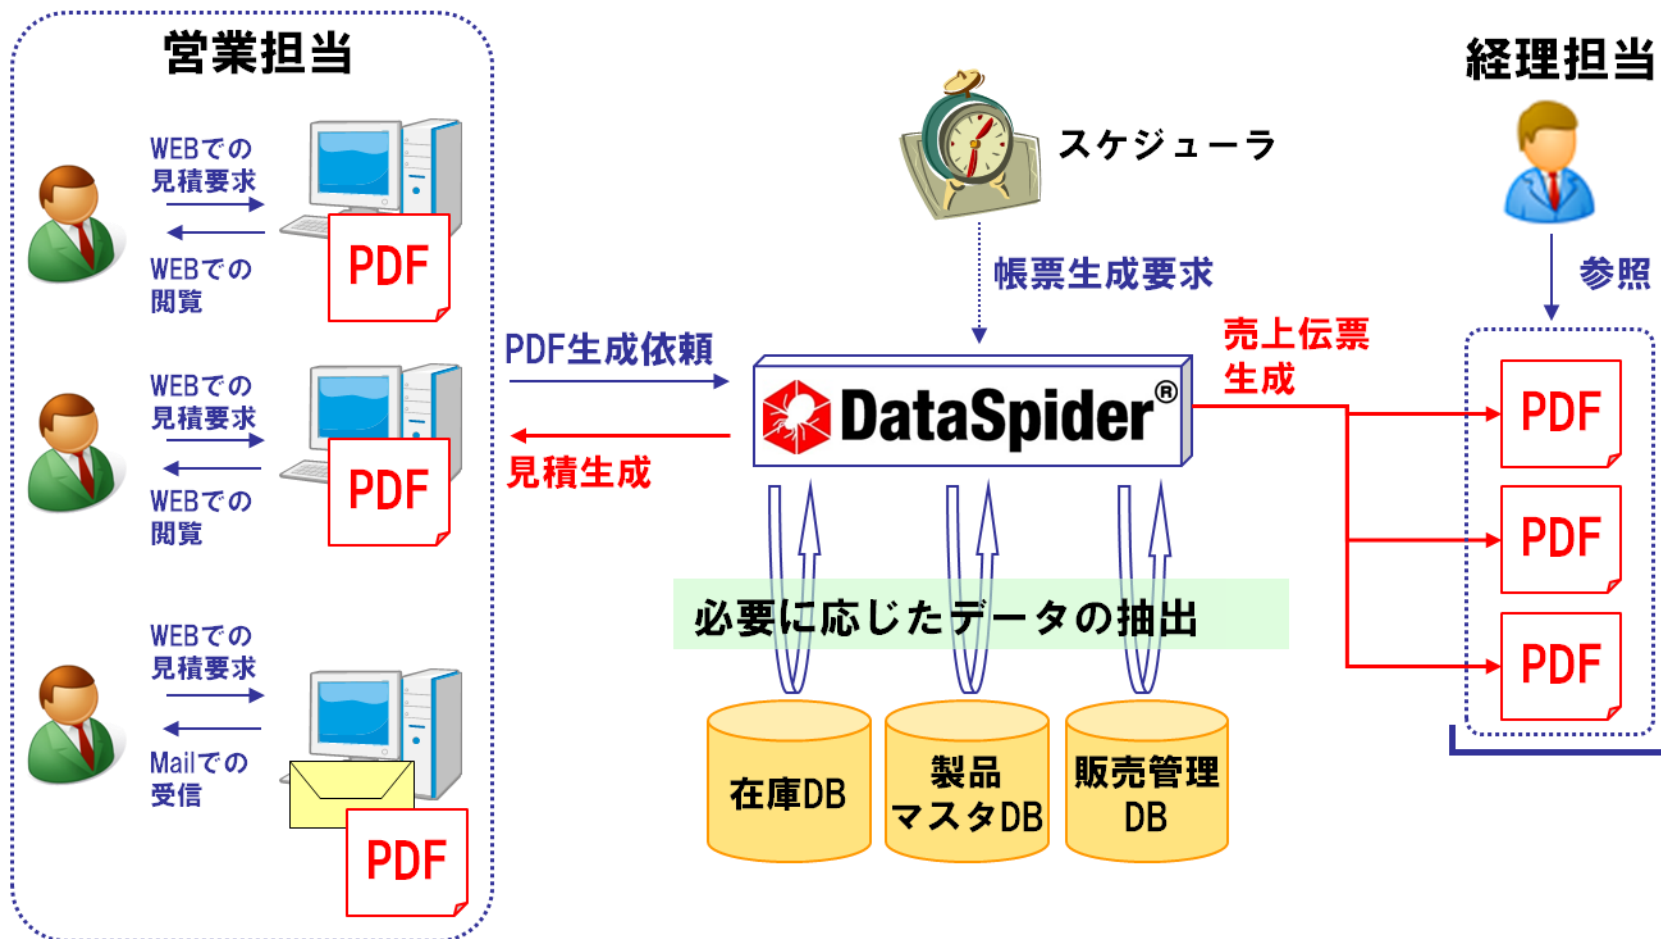 営業担当
WEBでの
見積要求
WEBでの
閲覧
PDF
WEBでの
見積要求
WEBでの
閲覧
PDF
WEBでの
見積要求
Mailでの
受信
PDF
PDF生成依頼
見積生成
スケジューラ
帳票生成要求
DataSpider®
必要に応じたデータの抽出
在庫DB
製品
マスタDB
販売管理
DB
売上伝票
生成
経理担当
参照
PDF
PDF
PDF